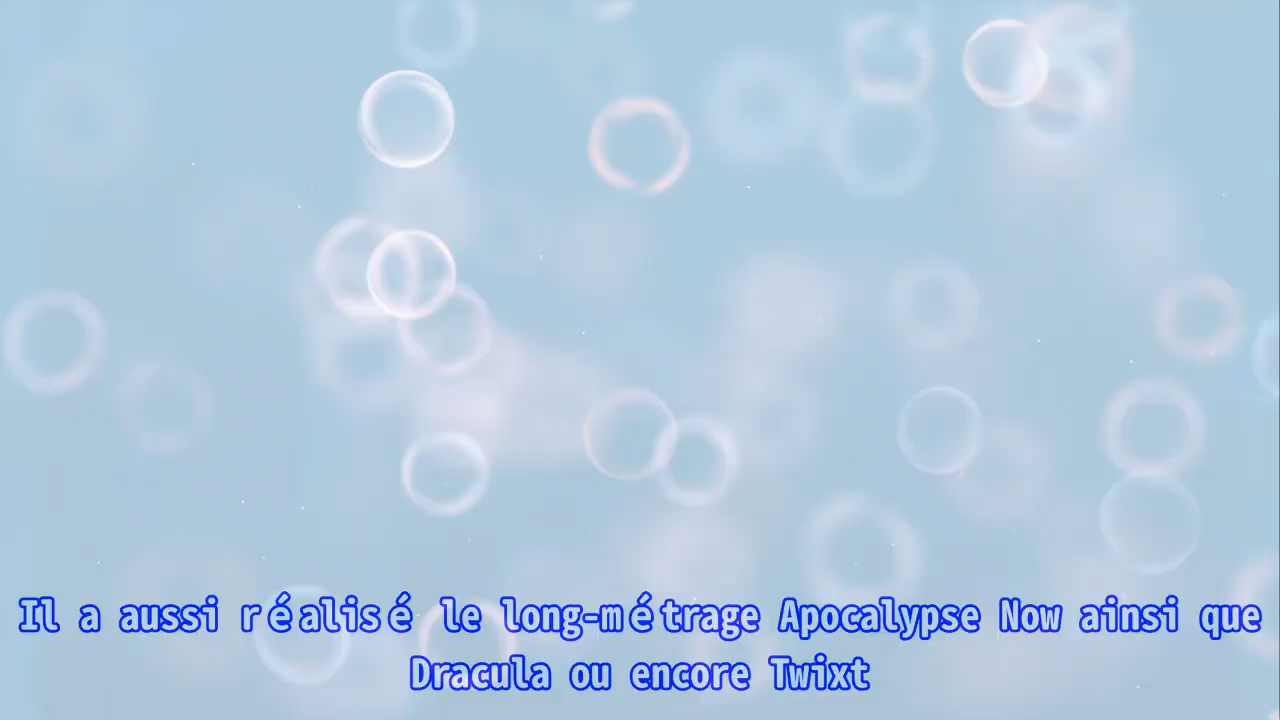 Il a aussi réalisé le long-métrage Apocalypse Now ainsi que
Dracula ou encore Twixt